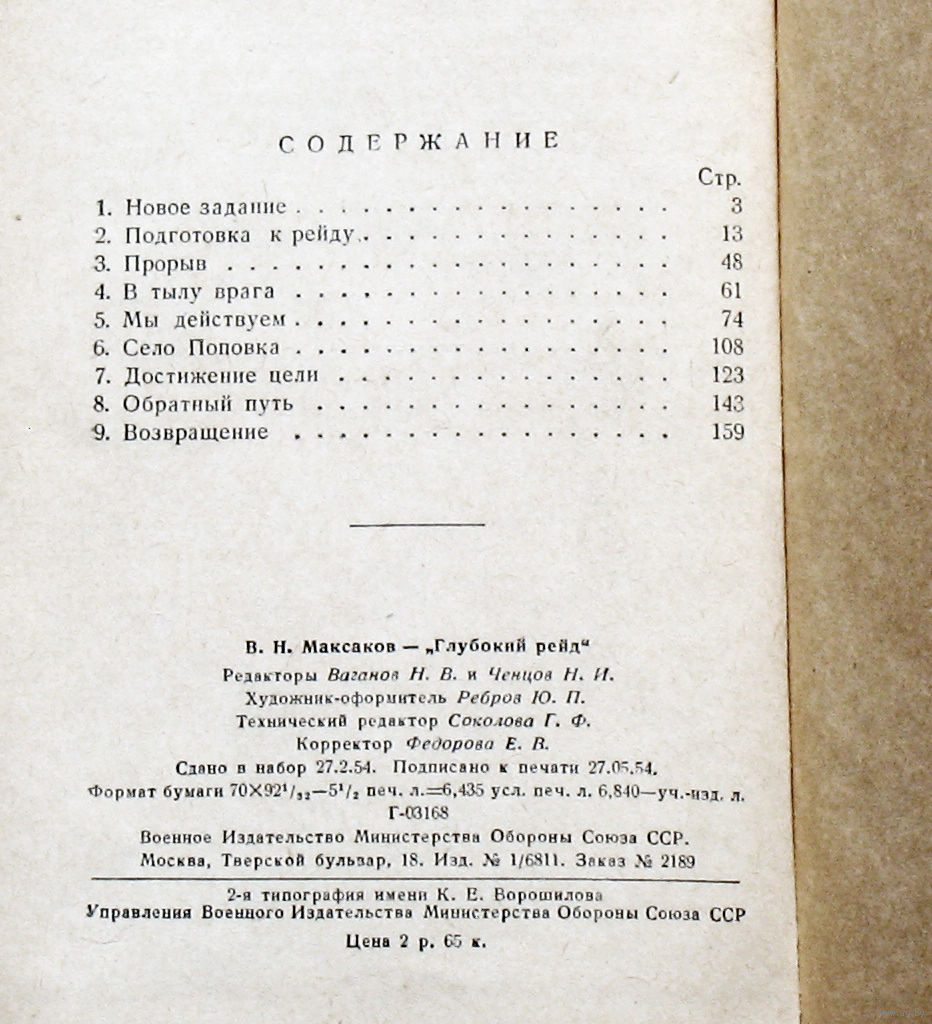 СОДЕРЖАНИЕ
Стр.
1. Новое задание . . . . . . . . . . . . . . . . . 3
2. Подготовка к рейду . . . . . . . . . . . . . . 13
3. Прорыв . . . . . . . . . . . . . . . . . . . . 48
4. В тылу врага . . . . . . . . . . . . . . . . . 61
5. Мы действуем . . . . . . . . . . . . . . . . . 74
6. Село Поповка . . . . . . . . . . . . . . . . . 108
7. Достижение цели . . . . . . . . . . . . . . . 123
8. Обратный путь . . . . . . . . . . . . . . . . 143
9. Возвращение . . . . . . . . . . . . . . . . . 159
В. Н. Максаков — „Глубокий рейд“
Редакторы Ваганов Н. В. и Ченцов Н. И.
Художник-оформитель Ребров Ю. П.
Технический редактор Соколова Г. Ф.
Корректор Федорова Е. В.
Сдано в набор 27.2.54. Подписано к печати 27.05.54.
Формат бумаги 70×92¹/₃₂—5¹/₂ печ. л.=6,435 усл. печ. л. 6,840—уч.-изд. л.
Г-03168
Военное Издательство Министерства Обороны Союза ССР.
Москва, Тверской бульвар, 18. Изд. № 1/6811. Заказ № 2189
2-я типография имени К. Е. Ворошилова
Управления Военного Издательства Министерства Обороны Союза ССР
Цена 2 р. 65 к.